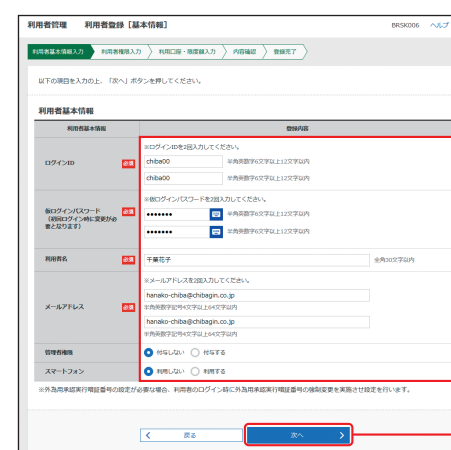 利用者管理　利用者登録［基本情報］
BRSK006 ヘルプ
利用者基本情報入力 利用者権限入力 利用口座・限度額入力 内容確認 登録完了
以下の項目を入力の上、「次へ」ボタンを押してください。
利用者基本情報
利用者基本情報 登録内容
※ログインIDを2回入力してください。
ログインID 必須 chiba00 半角英数字6文字以上12文字以内
chiba00 半角英数字6文字以上12文字以内
※仮ログインパスワードを2回入力してください。
仮ログインパスワード 必須 ●●●●●●● 半角英数字6文字以上12文字以内
（初回ログイン時に変更が必
要となります） ●●●●●●● 半角英数字6文字以上12文字以内
利用者名 必須 千葉花子 全角30文字以内
※メールアドレスを2回入力してください。
hanako-chiba@chibagin.co.jp
メールアドレス 必須 半角英数字記号4文字以上64文字以内
hanako-chiba@chibagin.co.jp
半角英数字記号4文字以上64文字以内
管理者権限 付与しない 付与する
スマートフォン 利用しない 利用する
※外為用承認実行暗証番号の設定が必要な場合、利用者のログイン時に外為用承認実行暗証番号の強制変更を実施させ設定を行います。
戻る 次へ